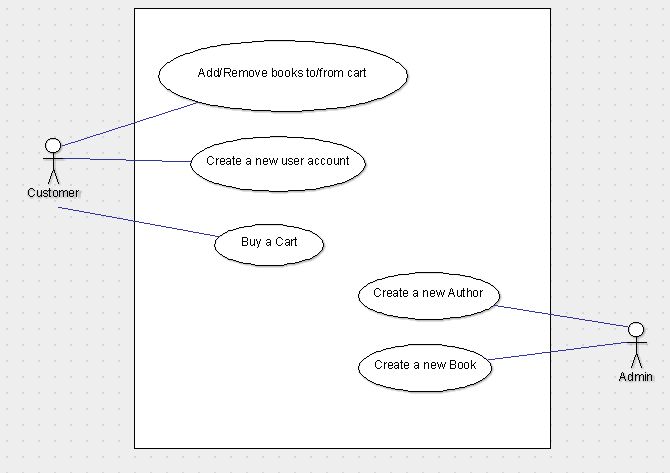 Add/Remove books to/from cart
Create a new user account
Customer
Buy a Cart
Create a new Author
Create a new Book
Admin